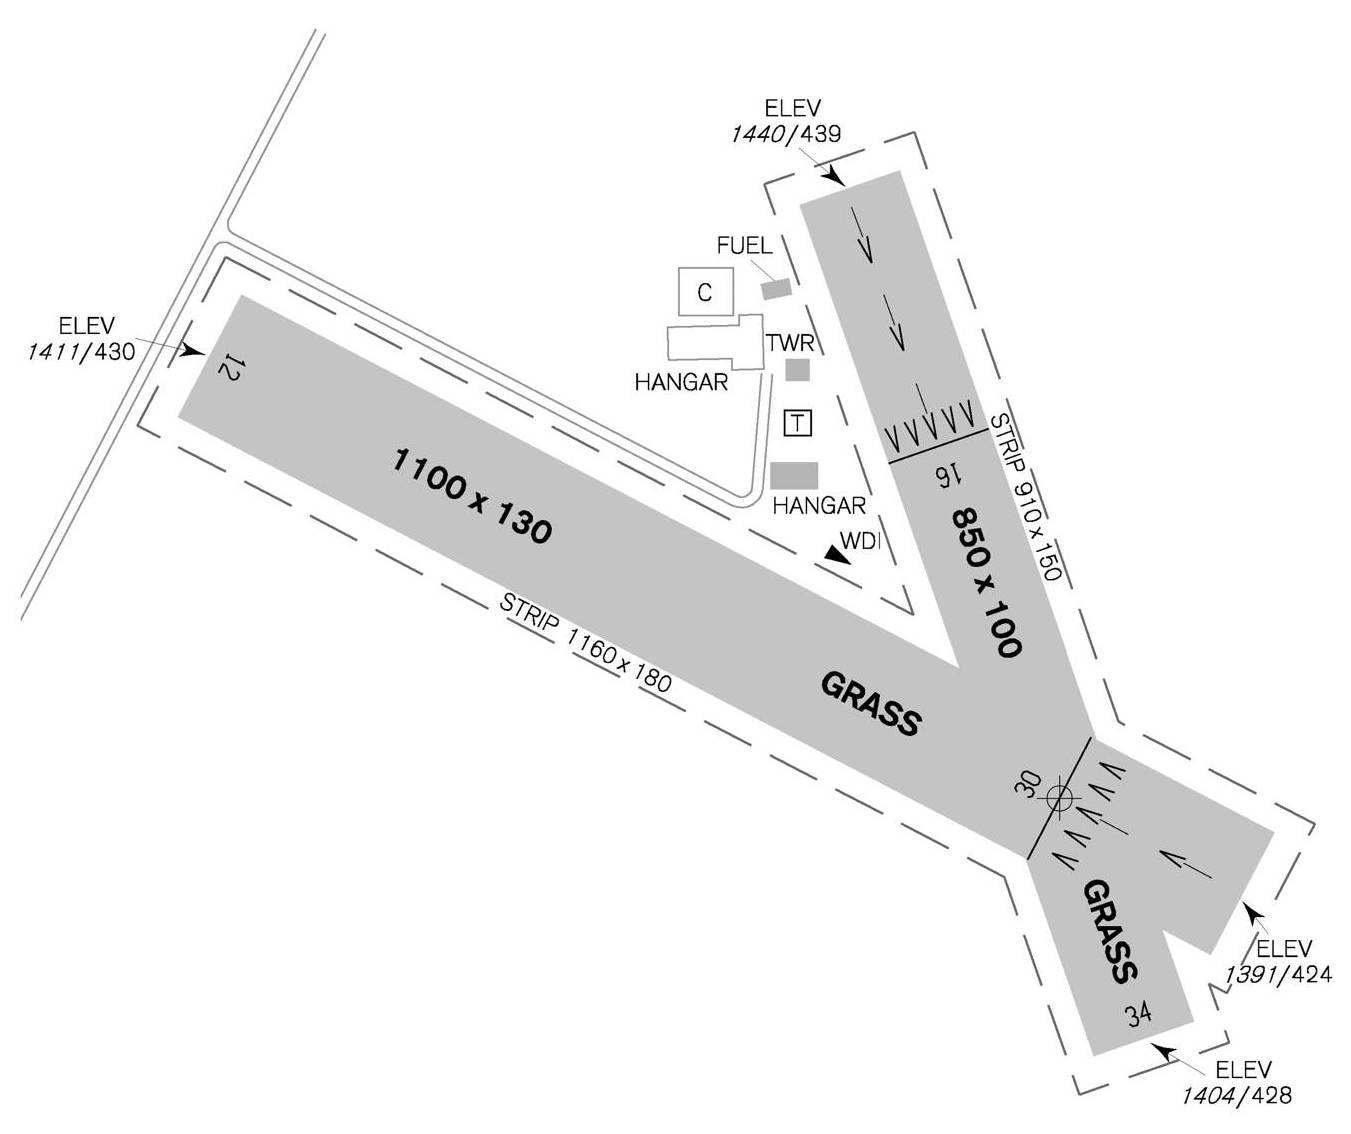 ELEV
1440/439
FUEL
C
TWR
HANGAR
ELEV
1411/430
12
T
16
HANGAR
WDI
1100 x 130
850 x 100
STRIP 910 x 150
STRIP 1160 x 180
GRASS
30
GRASS
34
ELEV
1391/424
ELEV
1404/428